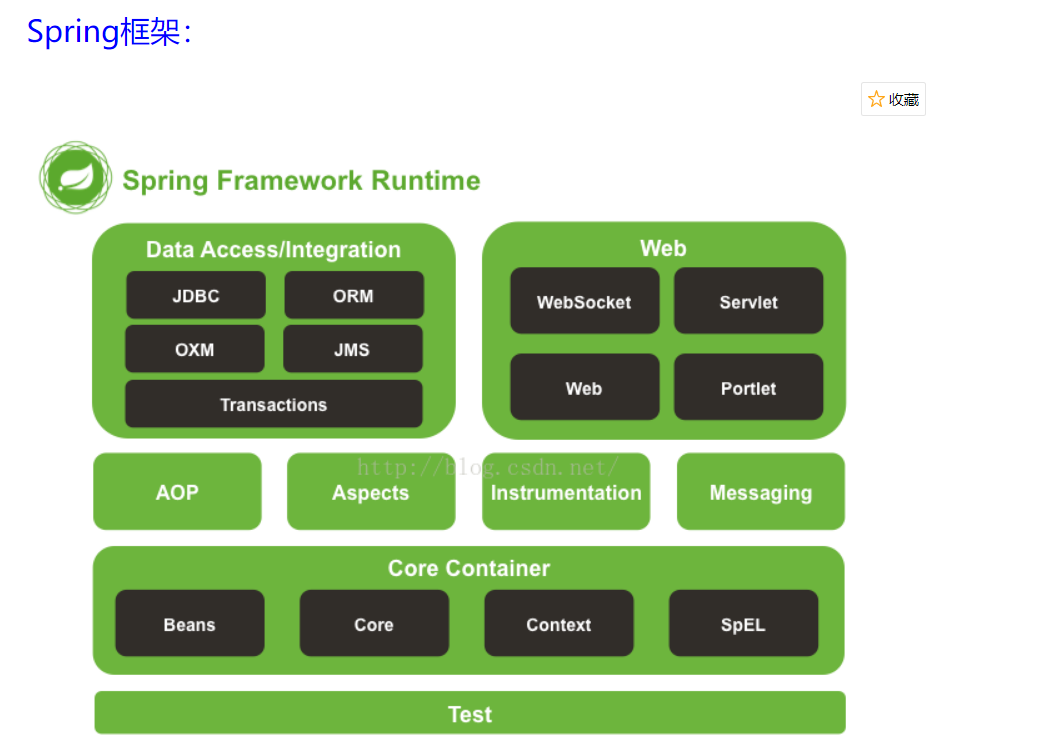 Spring框架：
收藏
Spring Framework Runtime
Data Access/Integration
JDBC
ORM
OXM
JMS
Transactions
Web
WebSocket
Servlet
Web
Portlet
http://blog.csdn.net/
AOP
Aspects
Instrumentation
Messaging
Core Container
Beans
Core
Context
SpEL
Test